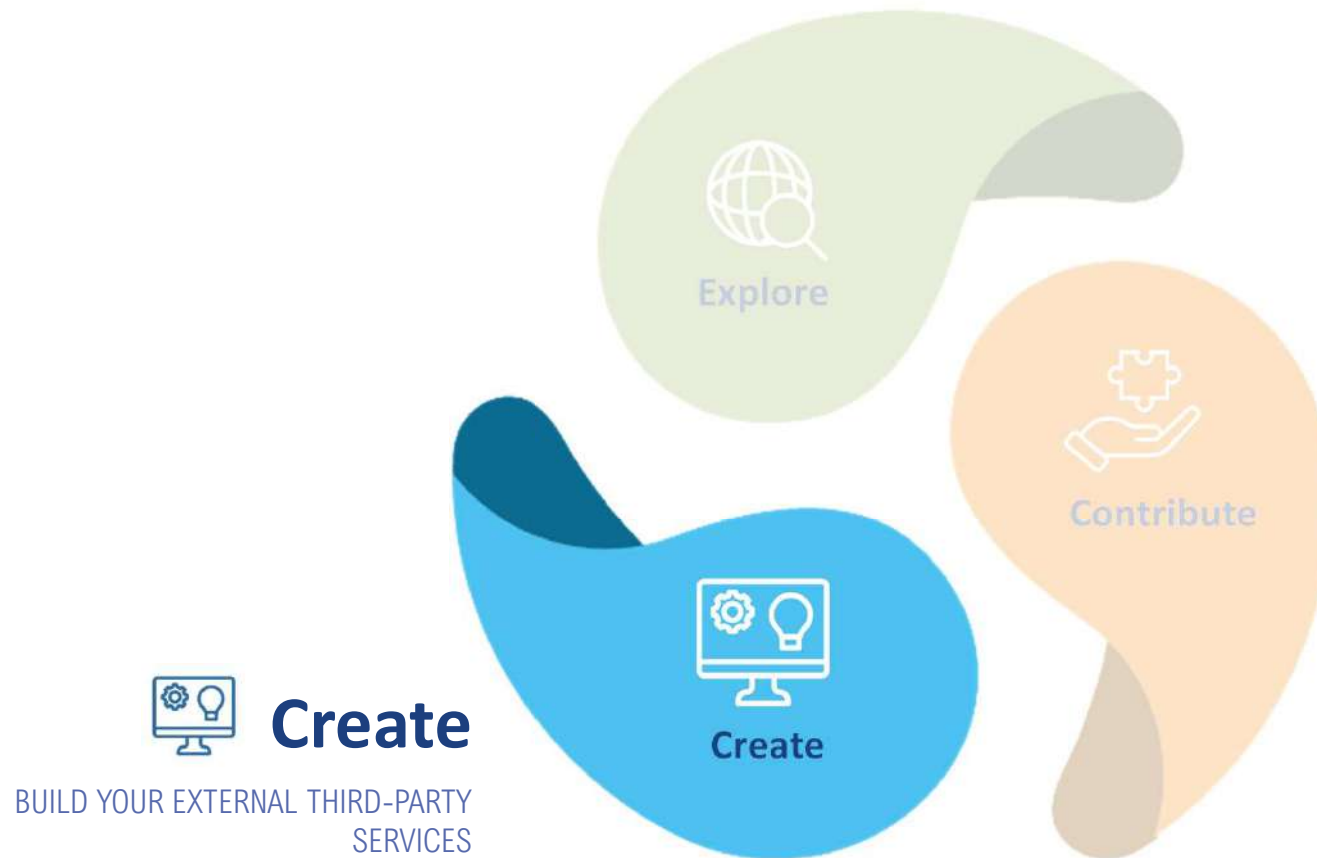 Explore
Contribute
Create
Create
BUILD YOUR EXTERNAL THIRD-PARTY
SERVICES